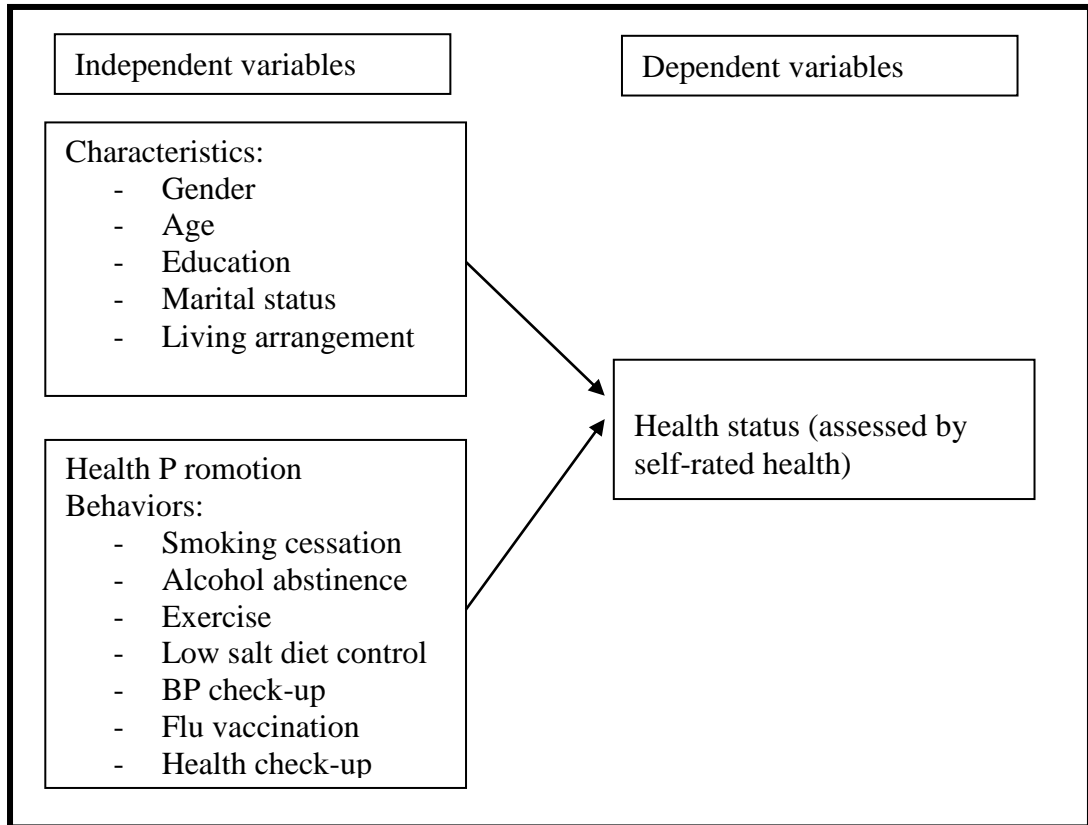 Independent variables
Dependent variables
Characteristics:
- Gender
- Age
- Education
- Marital status
- Living arrangement
Health P romotion
Behaviors:
- Smoking cessation
- Alcohol abstinence
- Exercise
- Low salt diet control
- BP check-up
- Flu vaccination
- Health check-up
Health status (assessed by
self-rated health)